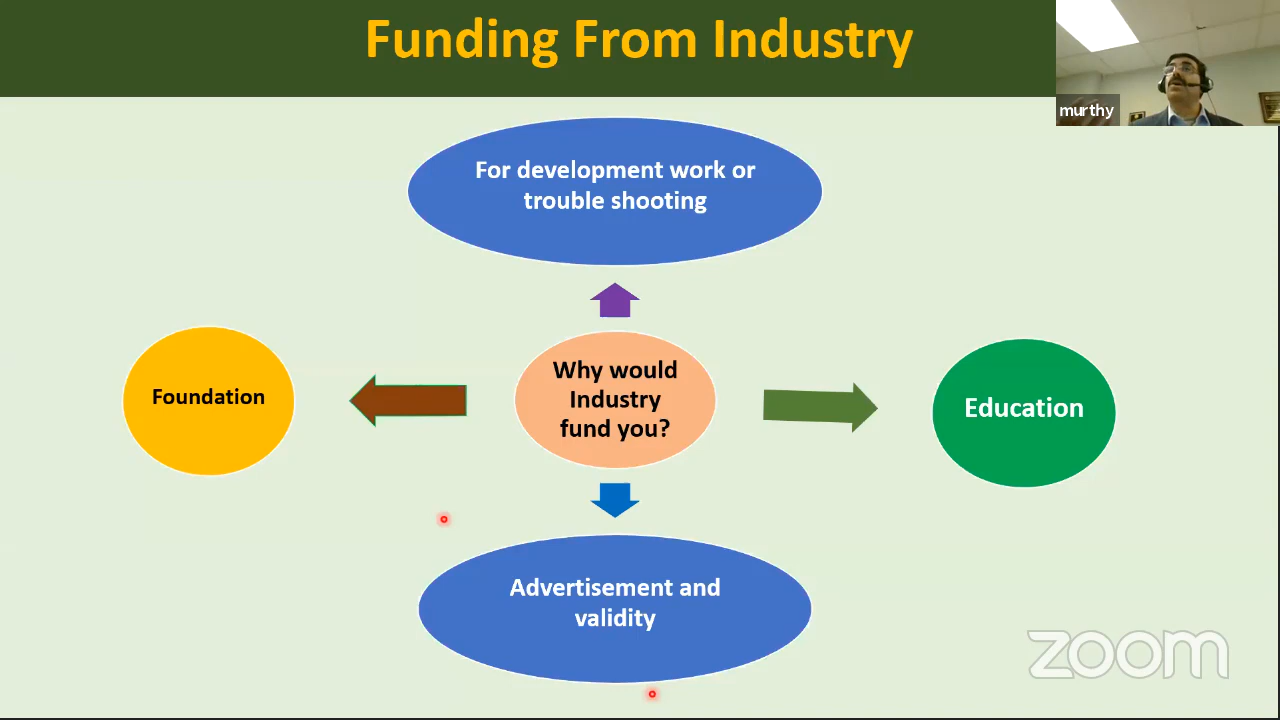 Funding From Industry
murthy
For development work or
trouble shooting
Foundation
Why would
Industry
fund you?
Education
Advertisement and
validity
zoom